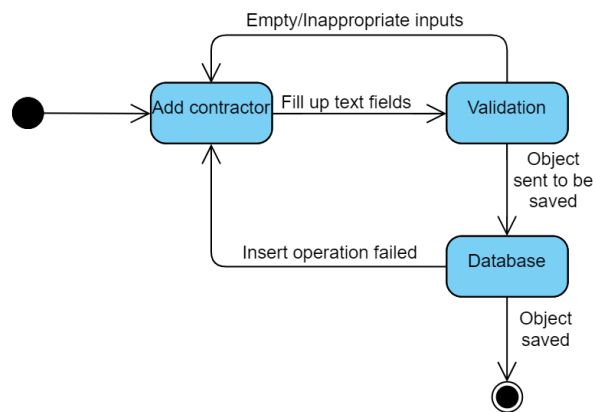 Empty/Inappropriate inputs
Add contractor
Fill up text fields
Validation
Object
sent to be
saved
Insert operation failed
Database
Object
saved